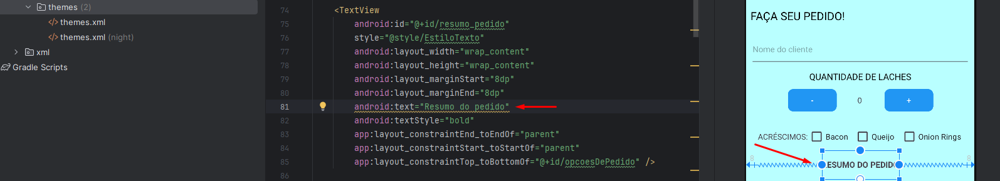 themes (2)
themes.xml
themes.xml (night)
xml
Gradle Scripts
74 <TextView
75 android:id="@+id/resumo_pedido"
76 style="@style/EstiloTexto"
77 android:layout_width="wrap_content"
78 android:layout_height="wrap_content"
79 android:layout_marginStart="8dp"
80 android:layout_marginEnd="8dp"
81 android:text="Resumo do pedido"
82 android:textStyle="bold"
83 app:layout_constraintEnd_toEndOf="parent"
84 app:layout_constraintStart_toStartOf="parent"
85 app:layout_constraintTop_toBottomOf="@+id/opcoesDePedido" />
86
FAÇA SEU PEDIDO!
Nome do cliente
QUANTIDADE DE LACHES
- 0 +
ACRÉSCIMOS: Bacon Queijo Onion Rings
8 ESUMO DO PEDIDO 8